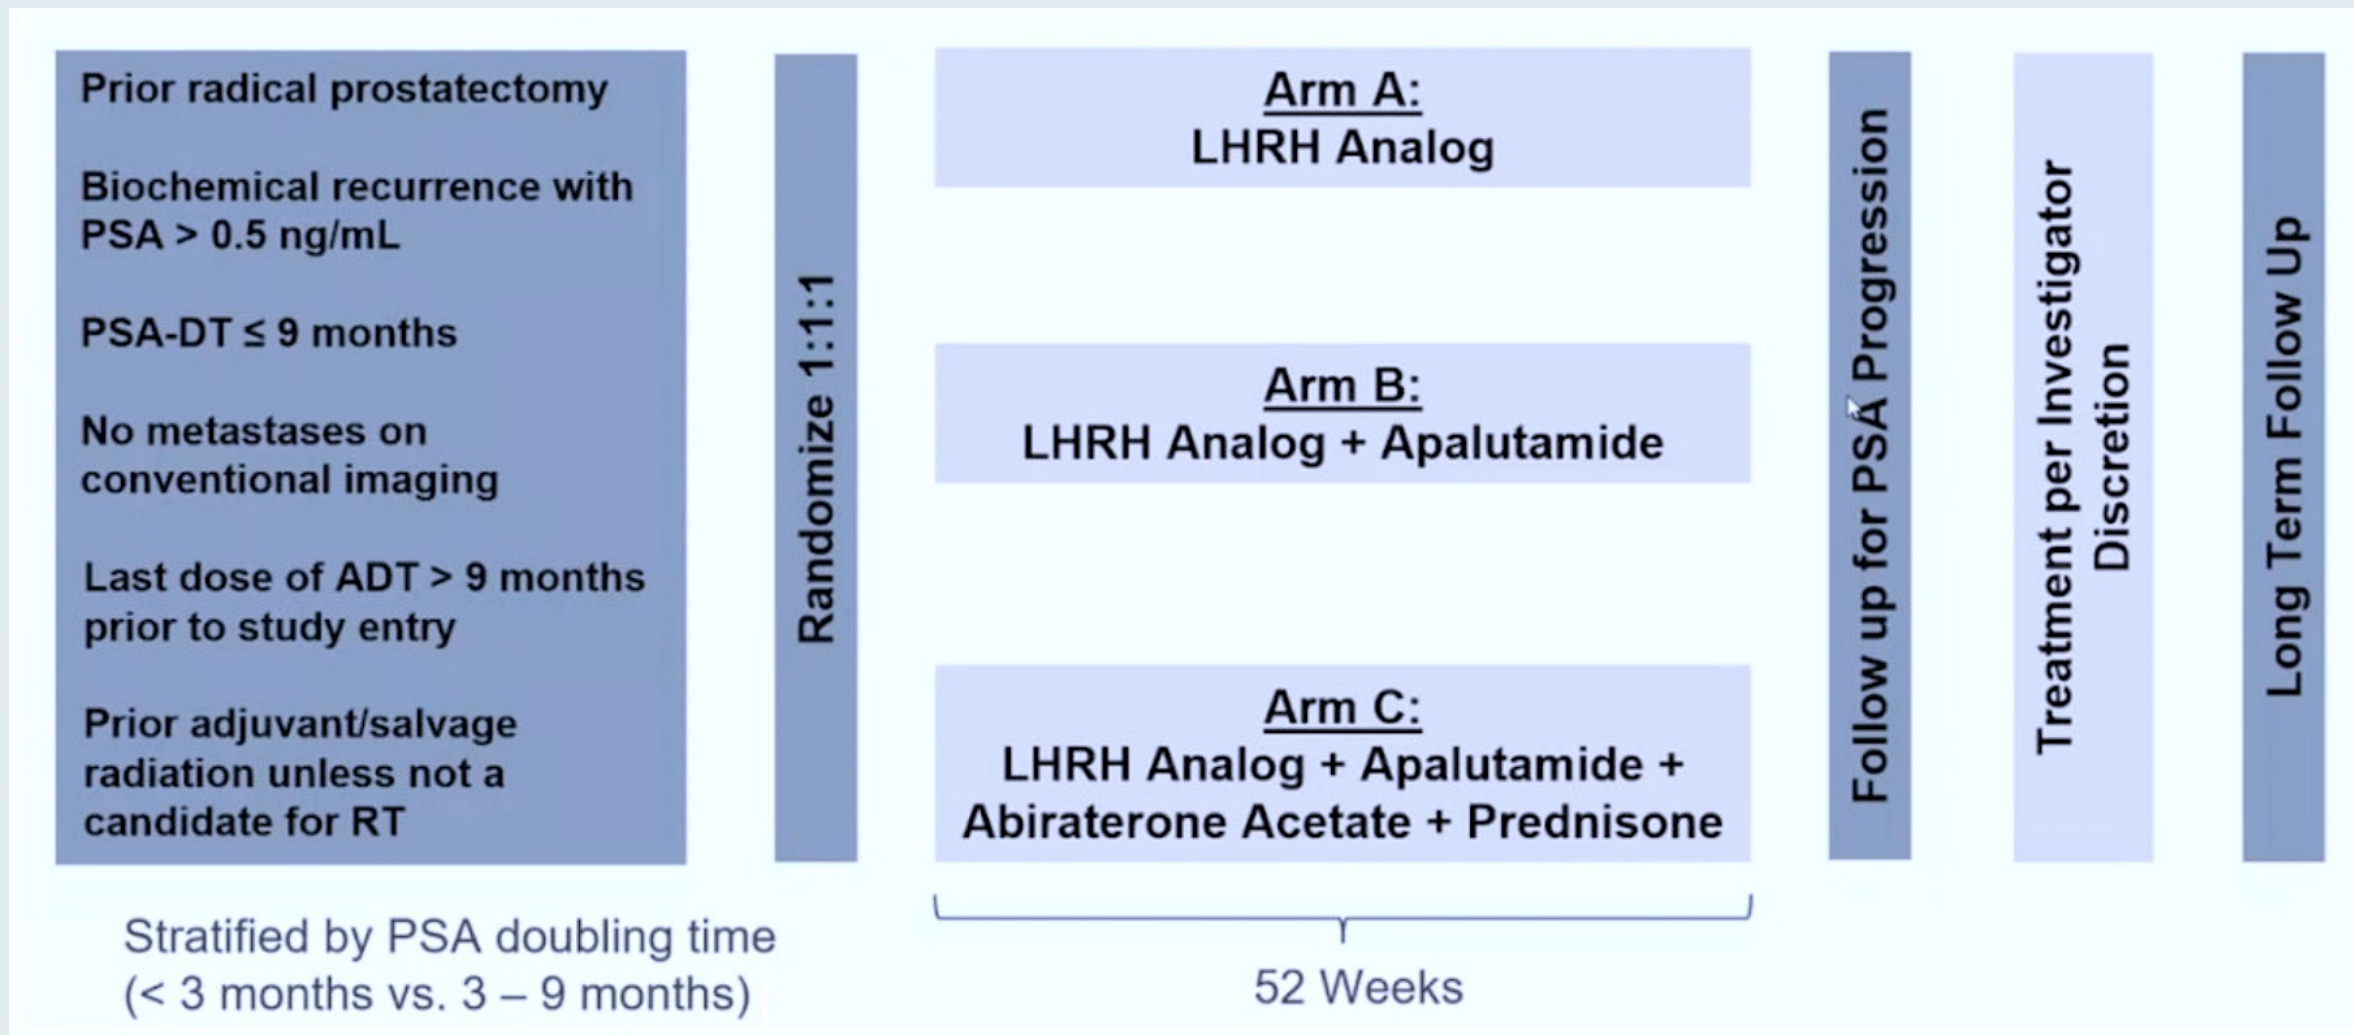 Prior radical prostatectomy
Biochemical recurrence with
PSA > 0.5 ng/mL
PSA-DT ≤ 9 months
No metastases on
conventional imaging
Last dose of ADT > 9 months
prior to study entry
Prior adjuvant/salvage
radiation unless not a
candidate for RT
Stratified by PSA doubling time
(< 3 months vs. 3 – 9 months)
Randomize 1:1:1
Arm A:
LHRH Analog
Arm B:
LHRH Analog + Apalutamide
Arm C:
LHRH Analog + Apalutamide +
Abiraterone Acetate + Prednisone
52 Weeks
Follow up for PSA Progression
Treatment per Investigator
Discretion
Long Term Follow Up